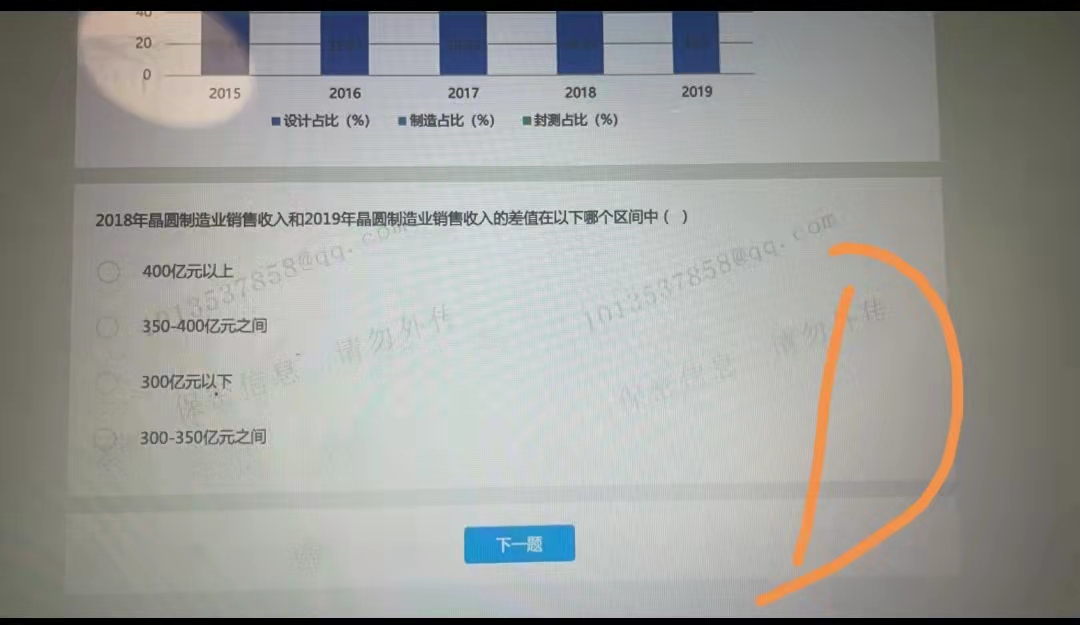 40
20
0
2015 2016 2017 2018 2019
■设计占比（%） ■制造占比（%） ■封测占比（%）
2018年晶圆制造业销售收入和2019年晶圆制造业销售收入的差值在以下哪个区间中（ ）
400亿元以上
350-400亿元之间
300亿元以下
300-350亿元之间
1013537858@qq.com
请勿外传
保密信息
1013537858@qq.com
请勿外传
保密信息
下一题
D